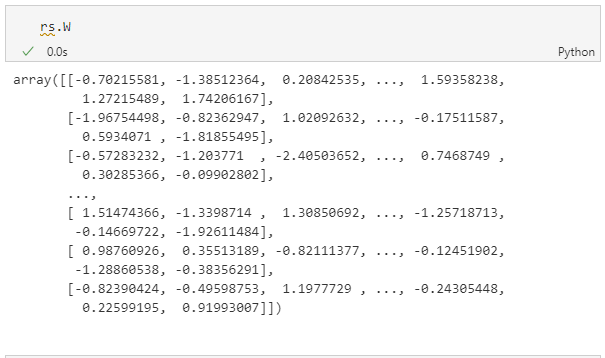 rs.W
0.0s
Python
array([[-0.70215581, -1.38512364,  0.20842535, ...,  1.59358238,
         1.27215489,  1.74206167],
       [-1.96754498, -0.82362947,  1.02092632, ..., -0.17511587,
         0.5934071 , -1.81855495],
       [-0.57283232, -1.203771  , -2.40503652, ...,  0.7468749 ,
         0.30285366, -0.09902802],
       ...,
       [ 1.51474366, -1.3398714 ,  1.30850692, ..., -1.25718713,
        -0.14669722, -1.92611484],
       [ 0.98760926,  0.35513189, -0.82111377, ..., -0.12451902,
        -1.28860538, -0.38356291],
       [-0.82390424, -0.49598753,  1.1977729 , ..., -0.24305448,
         0.22599195,  0.91993007]])